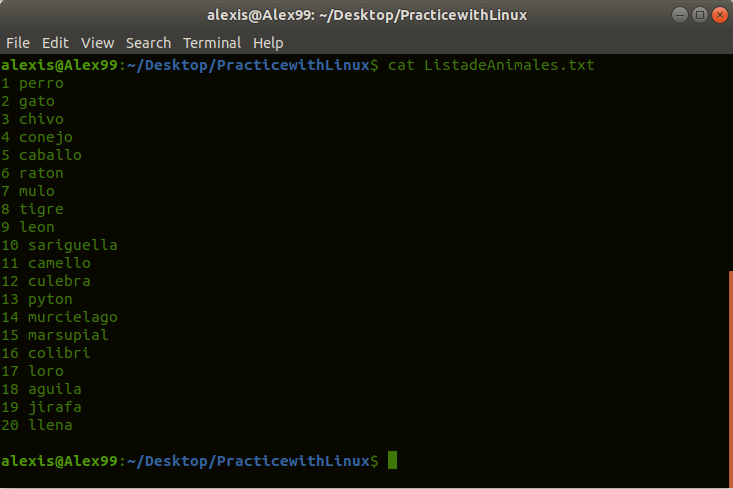 alexis@Alex99: ~/Desktop/PracticewithLinux
File Edit View Search Terminal Help
alexis@Alex99:~/Desktop/PracticewithLinux$ cat ListadeAnimales.txt
1 perro
2 gato
3 chivo
4 conejo
5 caballo
6 raton
7 mulo
8 tigre
9 leon
10 sariguella
11 camello
12 culebra
13 pyton
14 murcielago
15 marsupial
16 colibri
17 loro
18 aguila
19 jirafa
20 llena
alexis@Alex99:~/Desktop/PracticewithLinux$